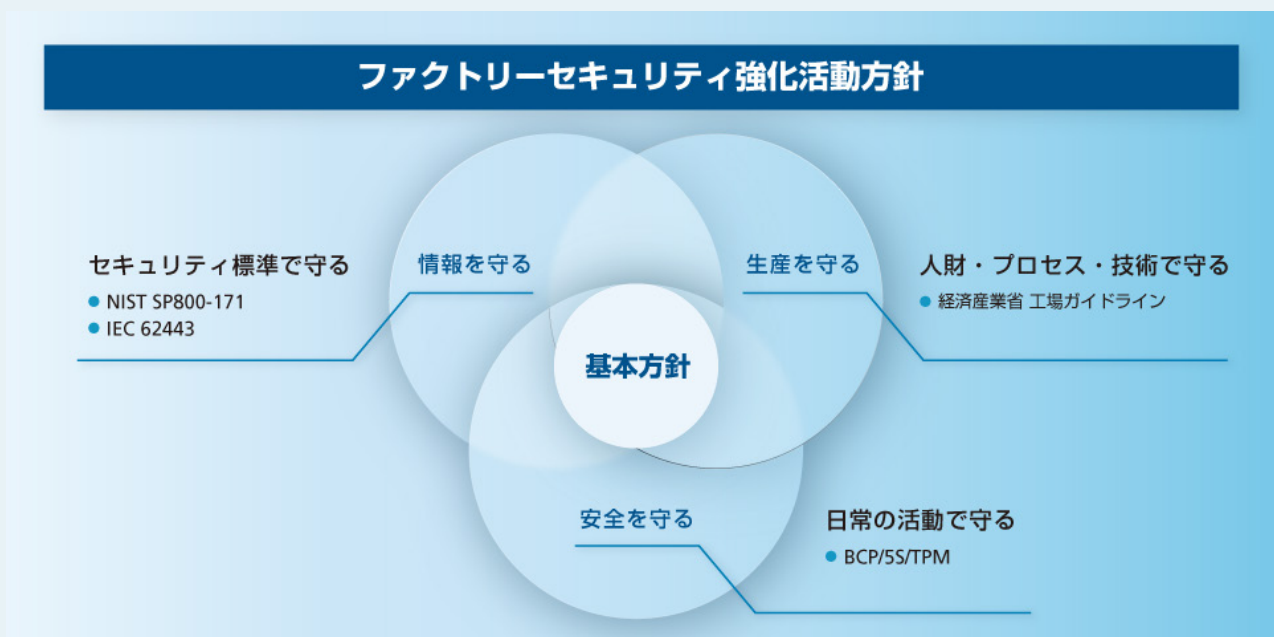 ファクトリーセキュリティ強化活動方針
セキュリティ標準で守る
● NIST SP800-171
● IEC 62443
情報を守る
生産を守る
人財・プロセス・技術で守る
● 経済産業省 工場ガイドライン
基本方針
安全を守る
日常の活動で守る
● BCP/5S/TPM